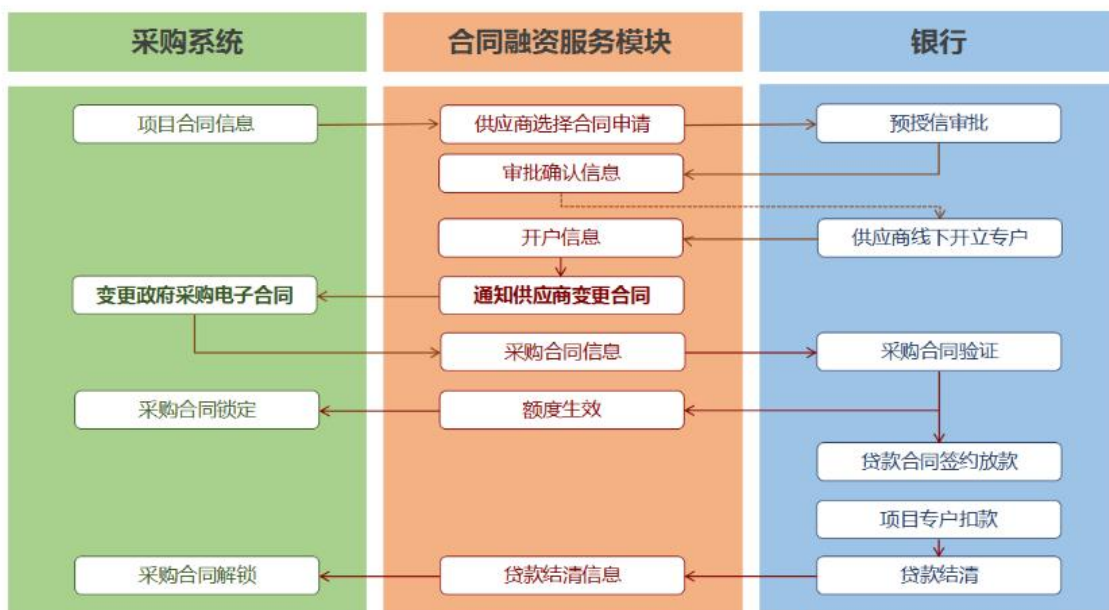 采购系统
合同融资服务模块
银行
项目合同信息
供应商选择合同申请
预授信审批
审批确认信息
开户信息
供应商线下开立专户
变更政府采购电子合同
通知供应商变更合同
采购合同信息
采购合同验证
采购合同锁定
额度生效
贷款合同签约放款
项目专户扣款
采购合同解锁
贷款结清信息
贷款结清